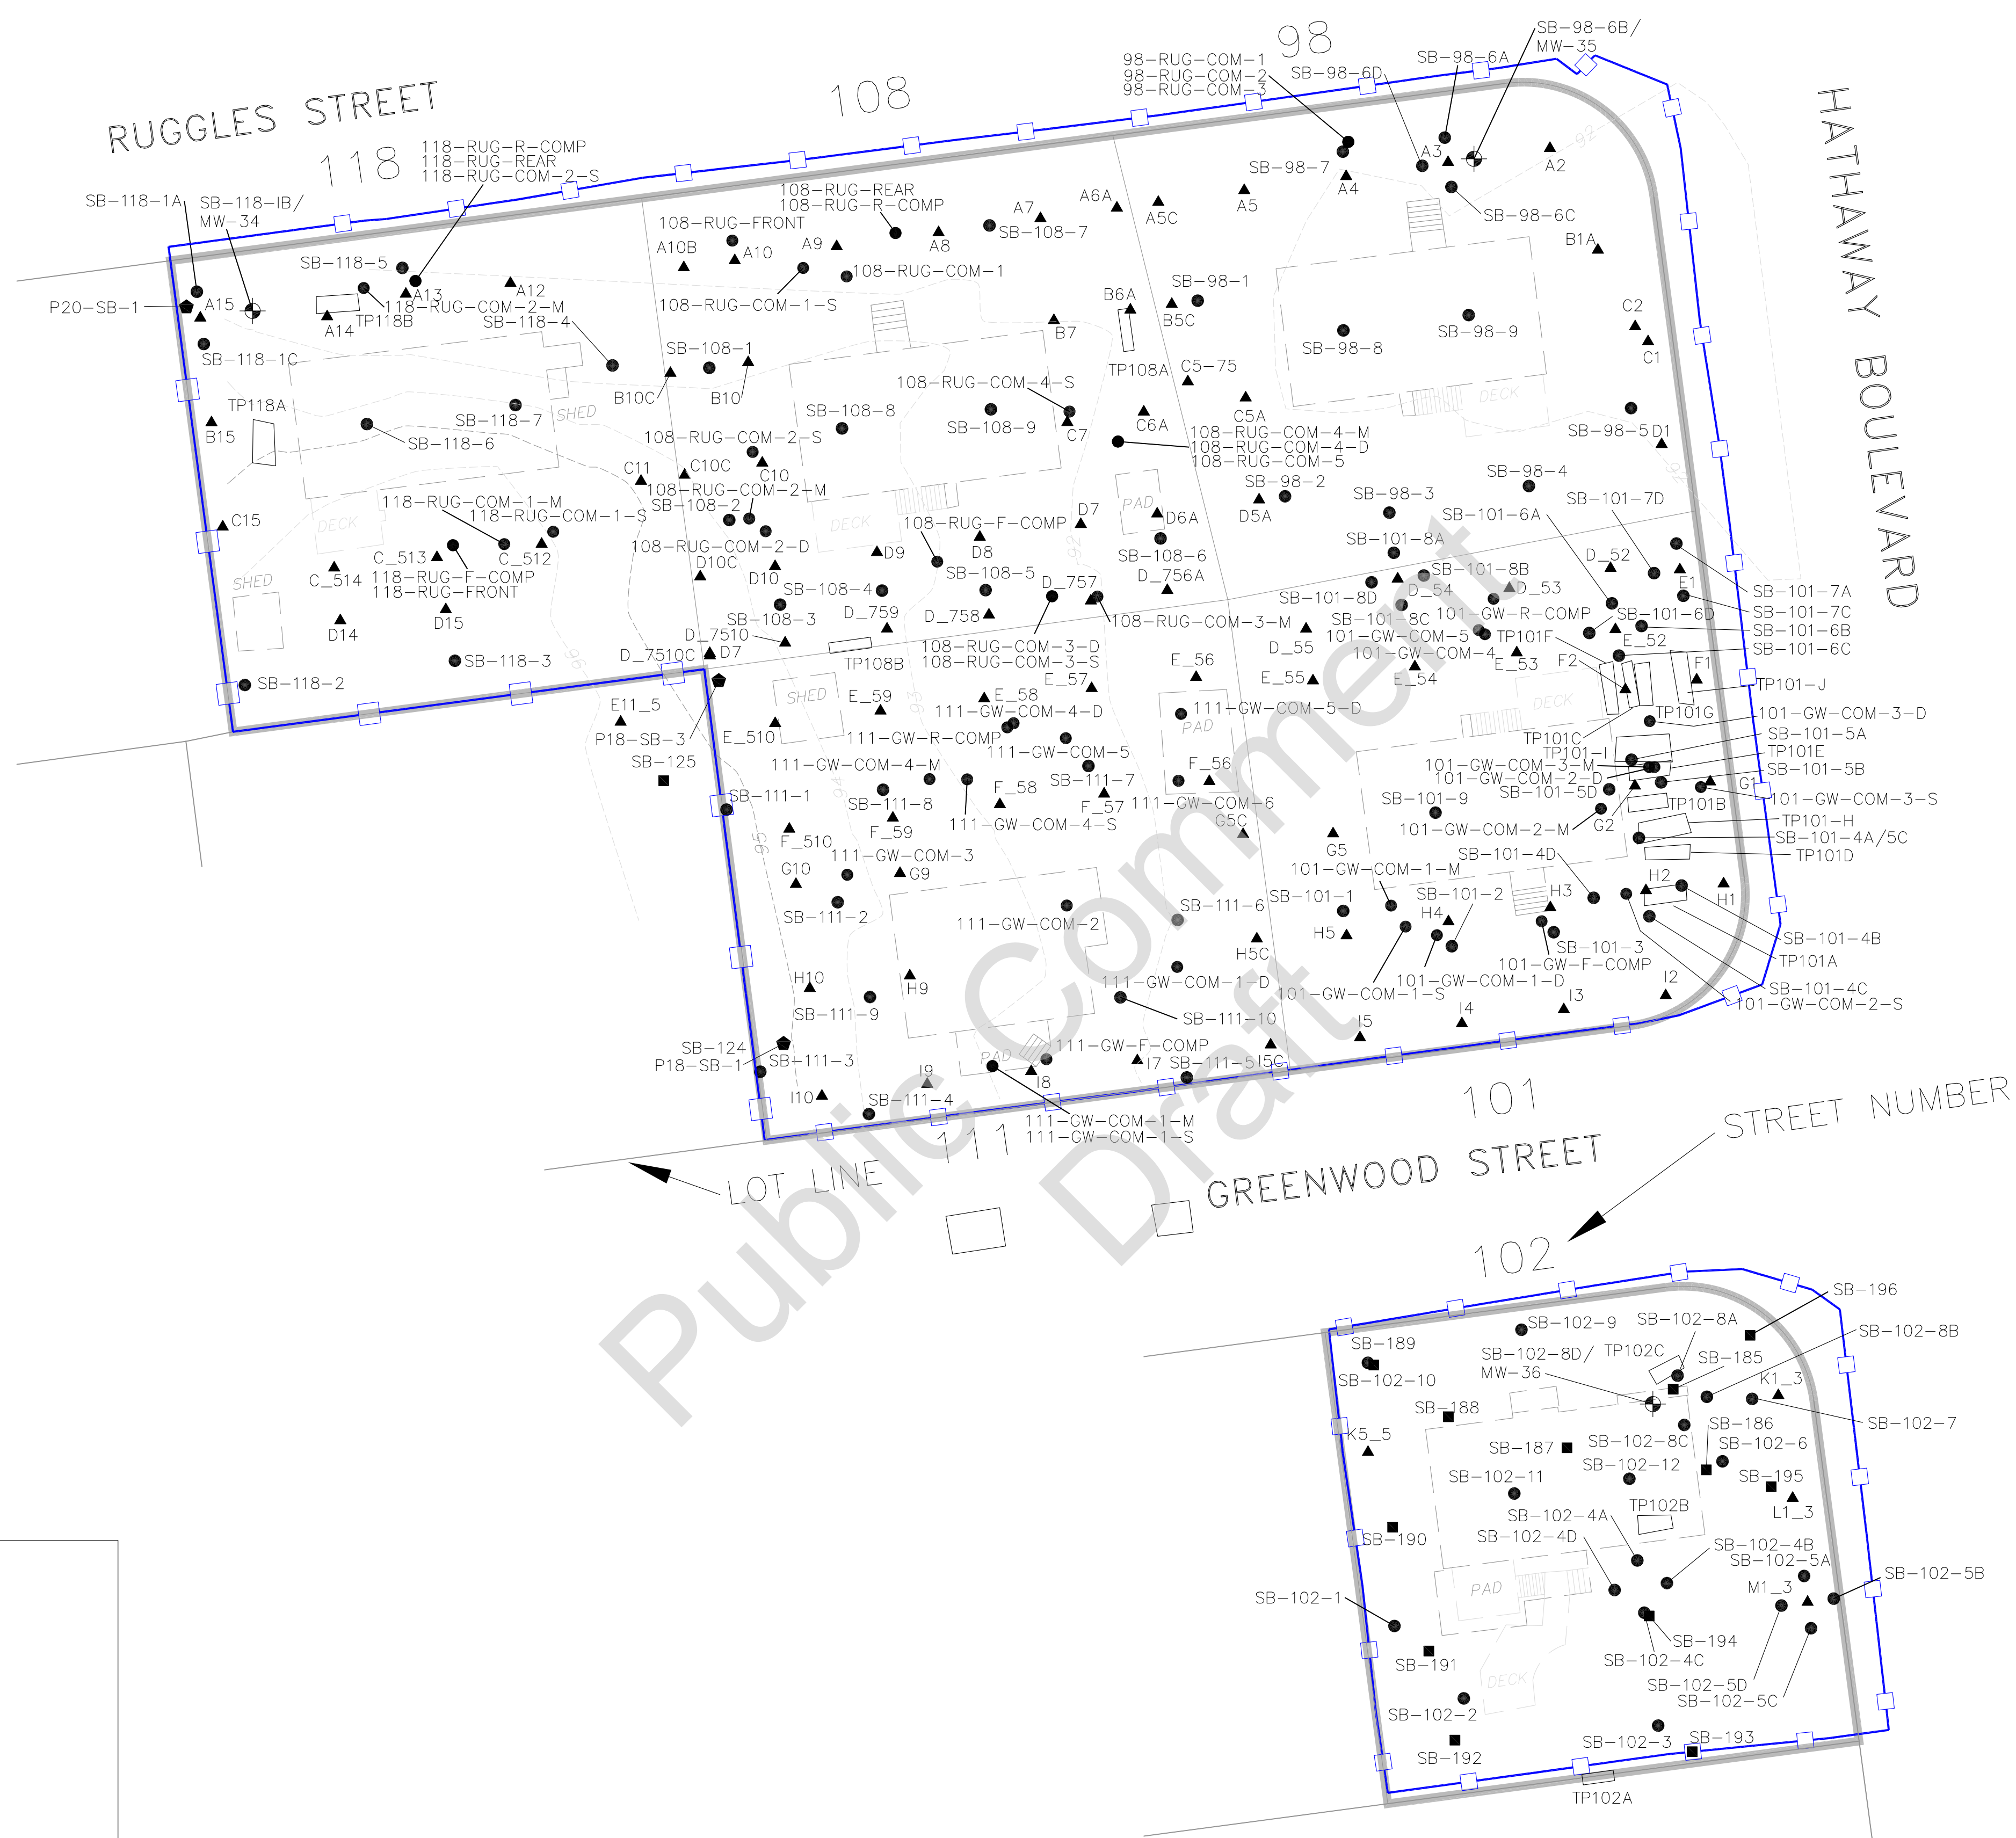 RUGGLES STREET
118
108
98
HATHAWAY BOULEVARD
98-RUG-COM-1
98-RUG-COM-2
98-RUG-COM-3
SB-98-6D
SB-98-6A
SB-98-6B/
MW-35
118-RUG-R-COMP
118-RUG-REAR
118-RUG-COM-2-S
SB-118-1A
SB-118-IB/
MW-34
108-RUG-REAR
108-RUG-R-COMP
SB-98-7
A3
A2
A4
92
SB-98-6C
A5
A6A
A5C
A7
SB-108-7
A8
A9
108-RUG-FRONT
A10B
A10
108-RUG-COM-1
108-RUG-COM-1-S
B1A
SB-118-5
A13
A12
118-RUG-COM-2-M
TP118B
A14
SB-118-4
P20-SB-1
A15
SB-118-1C
SB-98-1
B6A
B5C
B7
TP108A
SB-98-8
SB-98-9
C2
C1
SB-108-1
B10C
B10
108-RUG-COM-4-S
C5-75
C5A
C6A
C7
DECK
SB-98-5
D1
TP118A
B15
SB-118-6
SB-118-7
SHED
SB-108-8
SB-108-9
108-RUG-COM-2-S
108-RUG-COM-4-M
108-RUG-COM-4-D
108-RUG-COM-5
C11
C10C
C10
108-RUG-COM-2-M
SB-108-2
108-RUG-COM-2-D
118-RUG-COM-1-M
118-RUG-COM-1-S
DECK
C15
C_513
C_512
C_514
118-RUG-F-COMP
118-RUG-FRONT
SHED
D14
D15
SB-118-3
SB-118-2
96
DECK
D9
108-RUG-F-COMP
D8
D7
92
PAD
D6A
SB-108-6
SB-98-2
D5A
SB-98-3
SB-98-4
SB-101-7D
SB-101-6A
SB-101-8A
D10C
D10
SB-108-4
SB-108-5
SB-108-3
D_759
D_758
D_757
D_756A
SB-101-8D
SB-101-8B
D_54
D_53
D_52
E1
SB-101-7A
SB-101-7C
SB-101-6D
SB-101-6B
SB-101-6C
SB-101-8C
101-GW-R-COMP
101-GW-COM-5
101-GW-COM-4
TP101F
E_52
D_55
108-RUG-COM-3-M
108-RUG-COM-3-D
108-RUG-COM-3-S
D_7510
D_7510C
D7
TP108B
E_56
E_55
E_54
E_53
F2
F1
TP101-J
E11_5
P18-SB-3
SB-125
SHED
E_510
E_59
E_58
E_57
111-GW-COM-4-D
111-GW-R-COMP
111-GW-COM-5
111-GW-COM-4-M
PAD
111-GW-COM-5-D
DECK
TP101G
TP101C
TP101-I
101-GW-COM-3-D
SB-101-5A
TP101E
SB-101-5B
101-GW-COM-3-M
101-GW-COM-2-D
SB-101-5D
G1
G2
TP101B
101-GW-COM-3-S
TP101-H
SB-101-4A/5C
TP101D
SB-111-1
SB-111-8
SB-111-7
F_56
F_57
F_58
F_59
F_510
95
94
93
111-GW-COM-6
111-GW-COM-4-S
G5C
G5
SB-101-9
101-GW-COM-2-M
SB-101-4D
101-GW-COM-1-M
111-GW-COM-3
G10
G9
SB-111-2
111-GW-COM-2
SB-111-6
SB-101-1
SB-101-2
H2
H1
H3
H4
H5
H5C
SB-101-4B
TP101A
SB-101-4C
101-GW-COM-2-S
SB-101-3
101-GW-F-COMP
101-GW-COM-1-D
101-GW-COM-1-S
111-GW-COM-1-D
H10
H9
SB-111-9
SB-111-10
I2
I3
I4
I5
SB-124
P18-SB-1
SB-111-3
PAD
111-GW-F-COMP
I7
I5C
SB-111-5
I8
I9
I10
SB-111-4
111-GW-COM-1-M
111-GW-COM-1-S
111
101
LOT LINE
GREENWOOD STREET
STREET NUMBER
102
SB-196
SB-189
SB-102-10
SB-102-9
SB-102-8A
SB-102-8B
SB-102-8D/
MW-36
TP102C
SB-185
K1_3
SB-102-7
SB-188
K5_5
SB-187
SB-102-8C
SB-186
SB-102-6
SB-102-11
SB-102-12
SB-195
L1_3
TP102B
SB-102-4A
SB-102-4D
SB-190
SB-102-4B
SB-102-5A
SB-102-5B
M1_3
PAD
SB-102-1
SB-194
SB-102-4C
SB-191
DECK
SB-102-5D
SB-102-5C
SB-102-2
SB-102-3
SB-193
SB-192
TP102A
Public Comment
Draft